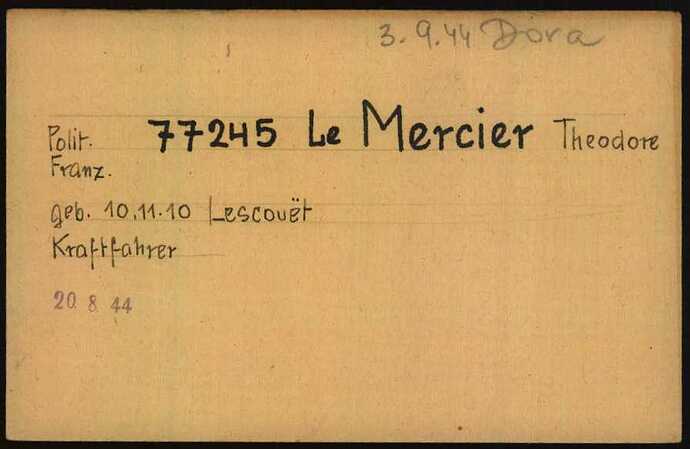 3.9.44 Dora
Polit. 77245 Le Mercier Theodore
Franz.
geb. 10.11.10 Lescouët
Kraftfahrer
20. 8. 44